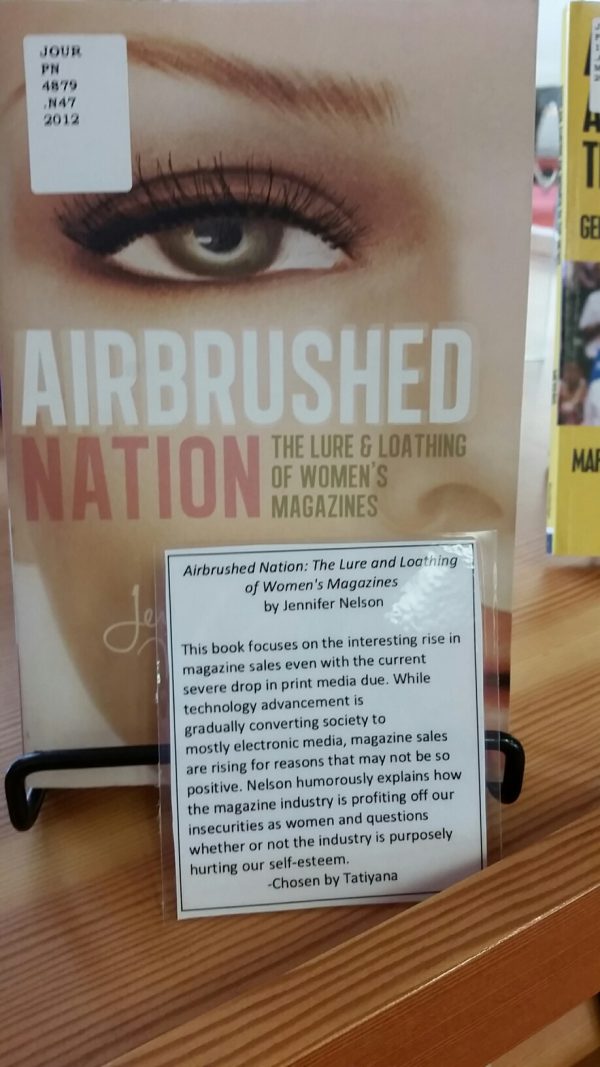 JOUR
PN
4879
.N47
2012
AIRBRUSHED
NATION
THE LURE & LOATHING
OF WOMEN'S
MAGAZINES
Airbrushed Nation: The Lure and Loathing
of Women's Magazines
by Jennifer Nelson
This book focuses on the interesting rise in
magazine sales even with the current
severe drop in print media due. While
technology advancement is
gradually converting society to
mostly electronic media, magazine sales
are rising for reasons that may not be so
positive. Nelson humorously explains how
the magazine industry is profiting off our
insecurities as women and questions
whether or not the industry is purposely
hurting our self-esteem.
-Chosen by Tatiyana